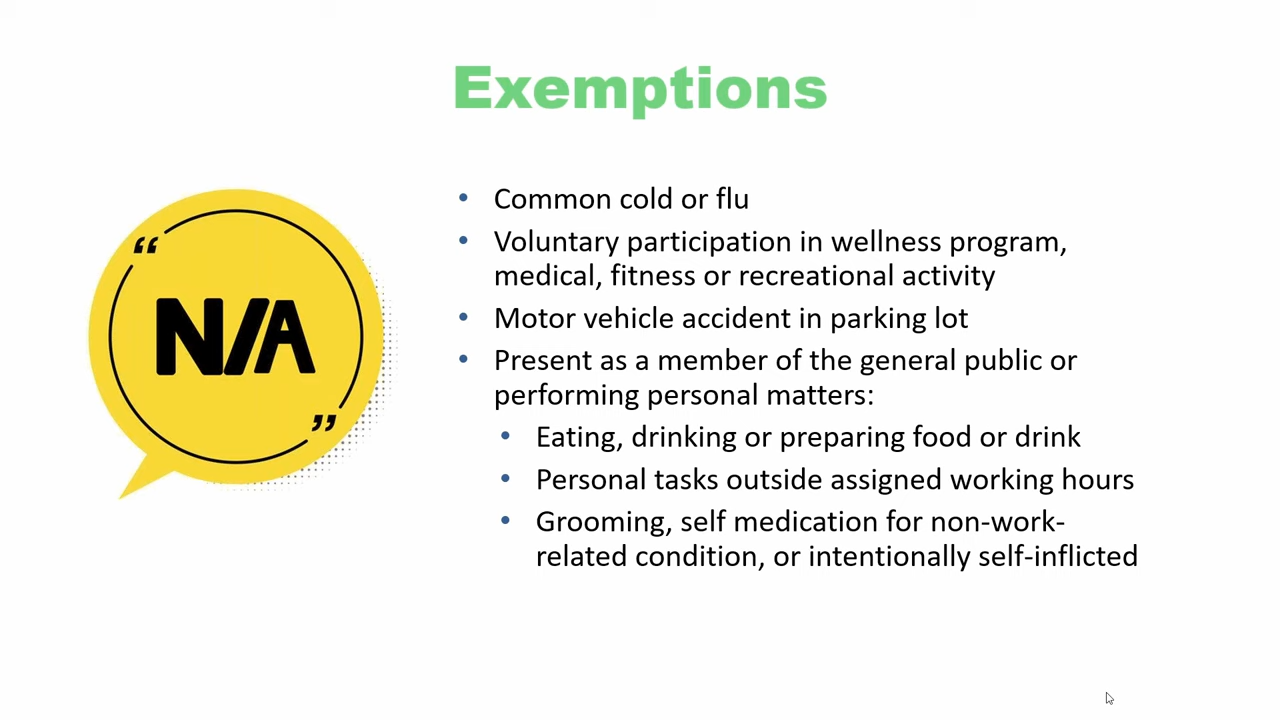 Exemptions
“
N/A
”
• Common cold or flu
• Voluntary participation in wellness program,
medical, fitness or recreational activity
• Motor vehicle accident in parking lot
• Present as a member of the general public or
performing personal matters:
• Eating, drinking or preparing food or drink
• Personal tasks outside assigned working hours
• Grooming, self medication for non-work-
related condition, or intentionally self-inflicted